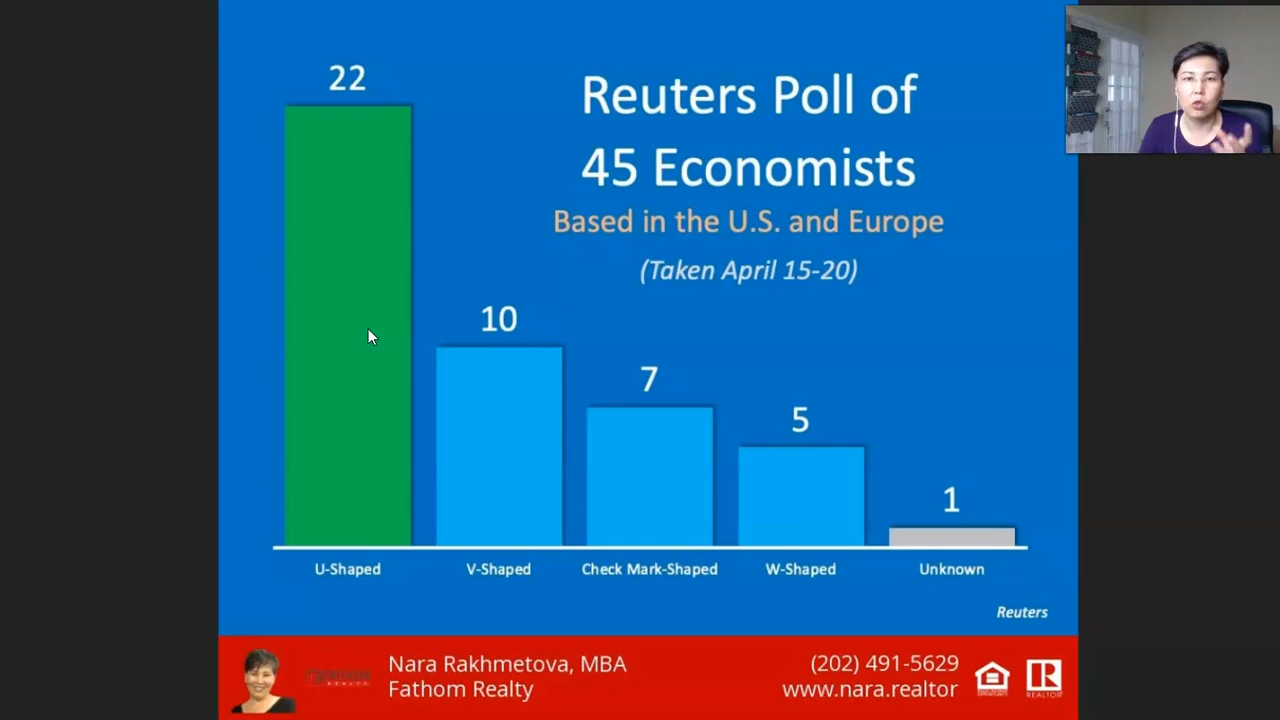 Reuters Poll of
45 Economists
Based in the U.S. and Europe
(Taken April 15-20)
22
10
7
5
1
U-Shaped
V-Shaped
Check Mark-Shaped
W-Shaped
Unknown
Reuters
Nara Rakhmetova, MBA
Fathom Realty
(202) 491-5629
www.nara.realtor
REALTOR